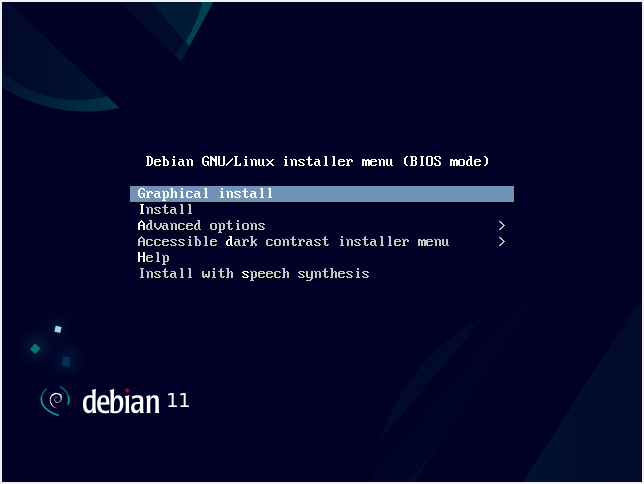 Debian GNU/Linux installer menu (BIOS mode)
Graphical install
Install
Advanced options >
Accessible dark contrast installer menu >
Help
Install with speech synthesis
debian 11